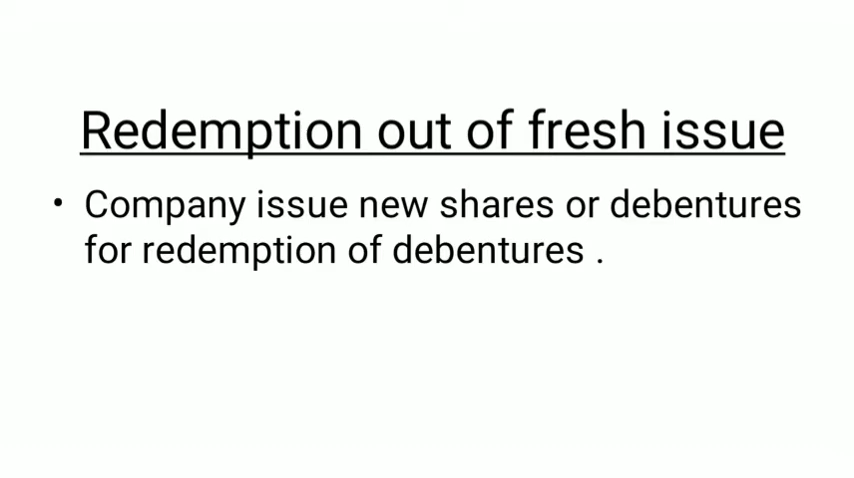 Redemption out of fresh issue
• Company issue new shares or debentures
for redemption of debentures .